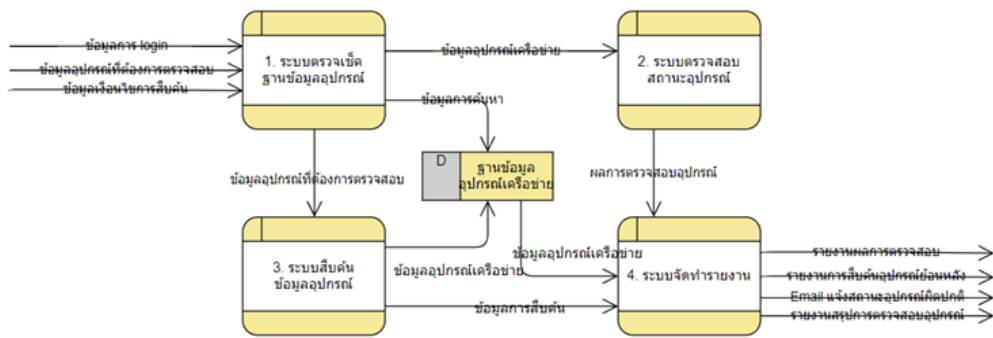 ข้อมูลการ login
ข้อมูลอุปกรณ์ที่ต้องการตรวจสอบ
ข้อมูลเงื่อนไขการสืบค้น
1. ระบบตรวจเช็ค
ฐานข้อมูลอุปกรณ์
ข้อมูลอุปกรณ์เครือข่าย
2. ระบบตรวจสอบ
สถานะอุปกรณ์
ข้อมูลการค้นหา
D
ฐานข้อมูล
อุปกรณ์เครือข่าย
ข้อมูลอุปกรณ์ที่ต้องการตรวจสอบ
ผลการตรวจสอบอุปกรณ์
3. ระบบสืบค้น
ข้อมูลอุปกรณ์
ข้อมูลอุปกรณ์เครือข่าย
ข้อมูลอุปกรณ์เครือข่าย
ข้อมูลการสืบค้น
4. ระบบจัดทำรายงาน
รายงานผลการตรวจสอบ
รายงานการสืบค้นอุปกรณ์ย้อนหลัง
Email แจ้งสถานะอุปกรณ์ผิดปกติ
รายงานสรุปการตรวจสอบอุปกรณ์